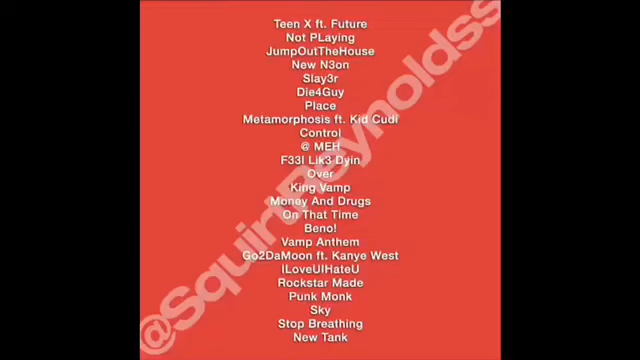 Teen X ft. Future
Not PLaying
JumpOutTheHouse
New N3on
Slay3r
Die4Guy
Place
Metamorphosis ft. Kid Cudi
Control
@ MEH
F33l Lik3 Dyin
Over
King Vamp
Money And Drugs
On That Time
Beno!
Vamp Anthem
Go2DaMoon ft. Kanye West
ILoveUIHateU
Rockstar Made
Punk Monk
Sky
Stop Breathing
New Tank
@SquirtReynoldss